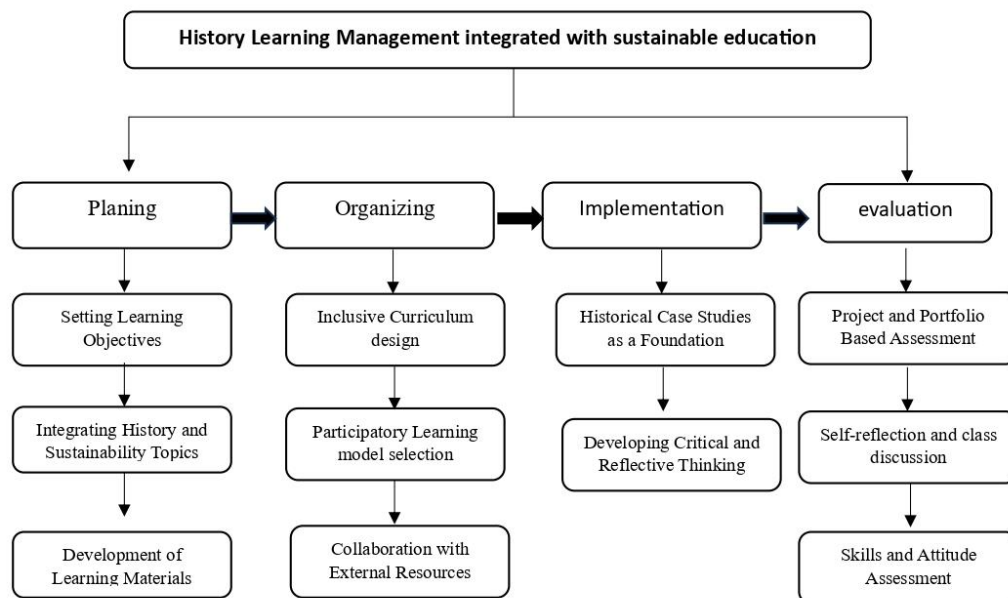 History Learning Management integrated with sustainable education
Planing
Organizing
Implementation
evaluation
Setting Learning
Objectives
Inclusive Curriculum
design
Historical Case Studies
as a Foundation
Project and Portfolio
Based Assessment
Integrating History and
Sustainability Topics
Participatory Learning
model selection
Developing Critical and
Reflective Thinking
Self-reflection and class
discussion
Development of
Learning Materials
Collaboration with
External Resources
Skills and Attitude
Assessment